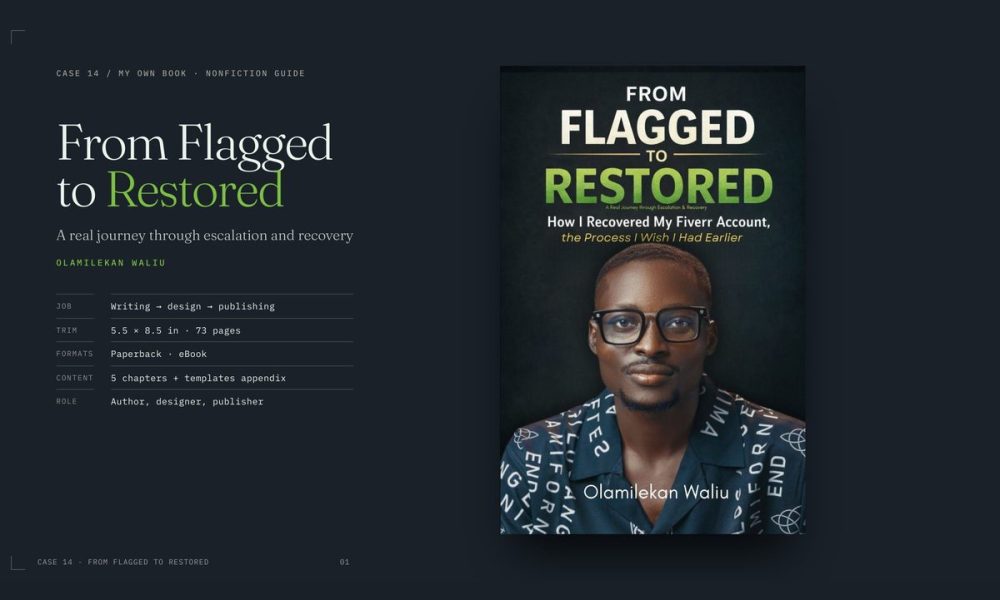 CASE 14 / MY OWN BOOK · NONFICTION GUIDE
From Flagged
to Restored
A real journey through escalation and recovery
OLAMILEKAN WALIU
JOB Writing → design → publishing
TRIM 5.5 × 8.5 in · 73 pages
FORMATS Paperback · eBook
CONTENT 5 chapters + templates appendix
ROLE Author, designer, publisher
CASE 14 - FROM FLAGGED TO RESTORED 01
FROM
FLAGGED
TO
RESTORED
A Real Journey through Escalation & Recovery
How I Recovered My Fiverr Account,
the Process I Wish I Had Earlier
Olamilekan Waliu
END
END